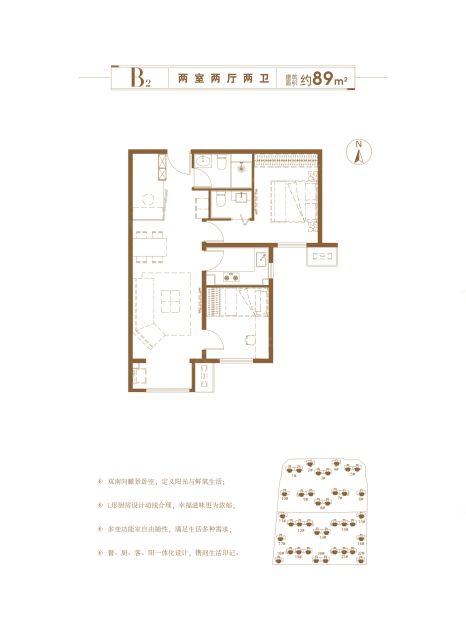 B2
两室两厅两卫
建筑面积 约89m²
N
双南向瞰景卧室，定义阳光与鲜氧生活；
L形厨房设计动线合理，幸福滋味更为浓郁；
多变功能室自由随性，满足生活多种需求；
餐、厨、客、阳一体化设计，镌刻生活印记。